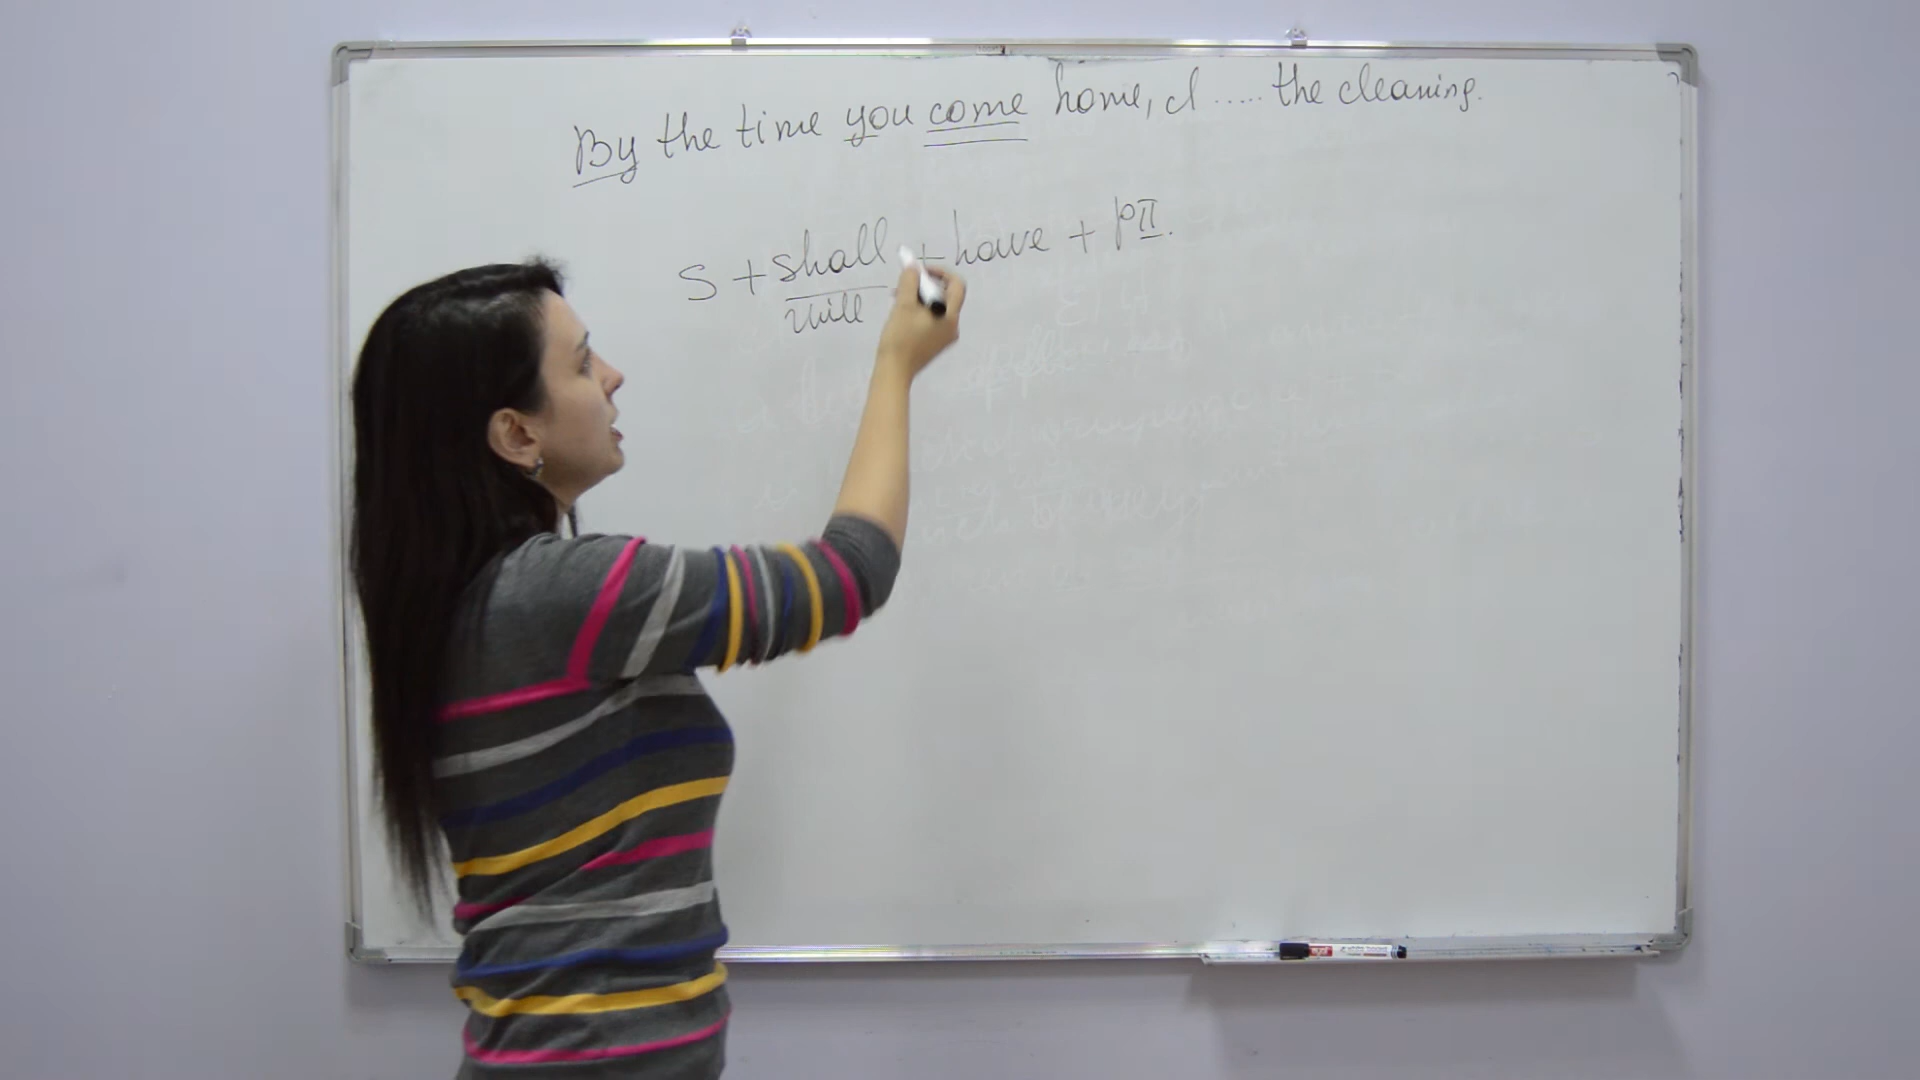 By the time you come home, I ..... the cleaning.
S + shall + have + PII.
will